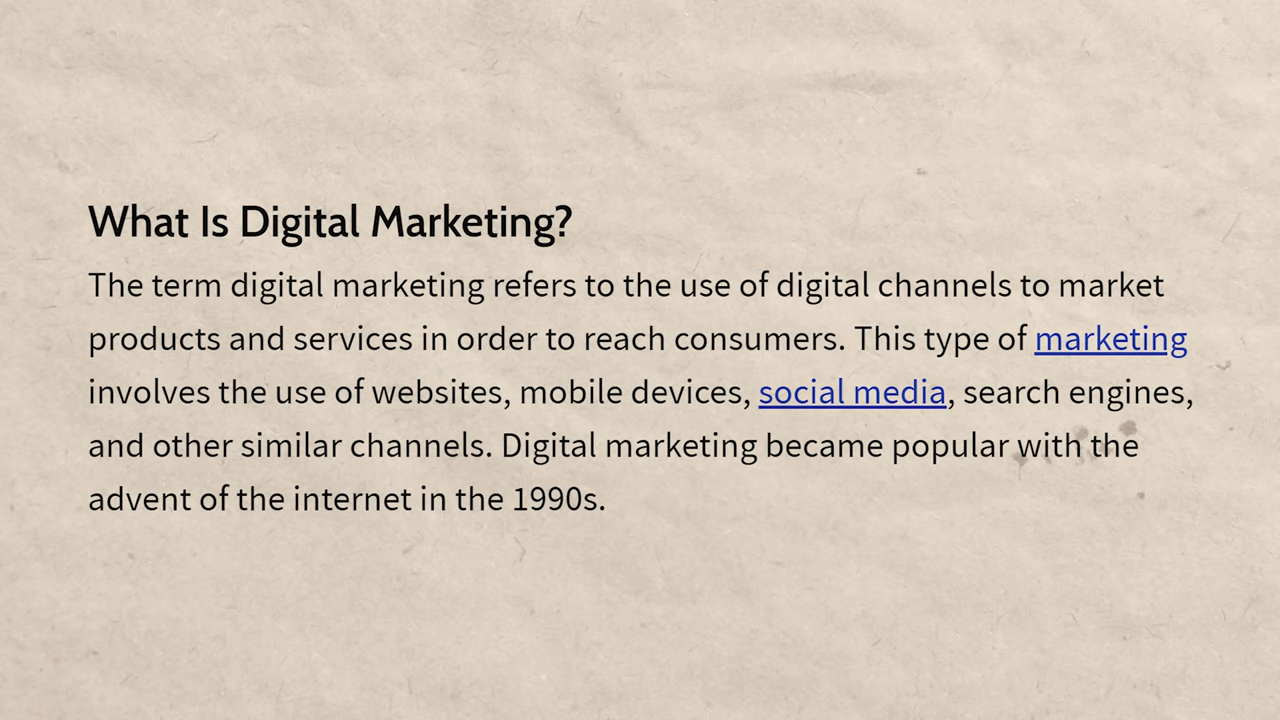 What Is Digital Marketing?
The term digital marketing refers to the use of digital channels to market
products and services in order to reach consumers. This type of marketing
involves the use of websites, mobile devices, social media, search engines,
and other similar channels. Digital marketing became popular with the
advent of the internet in the 1990s.